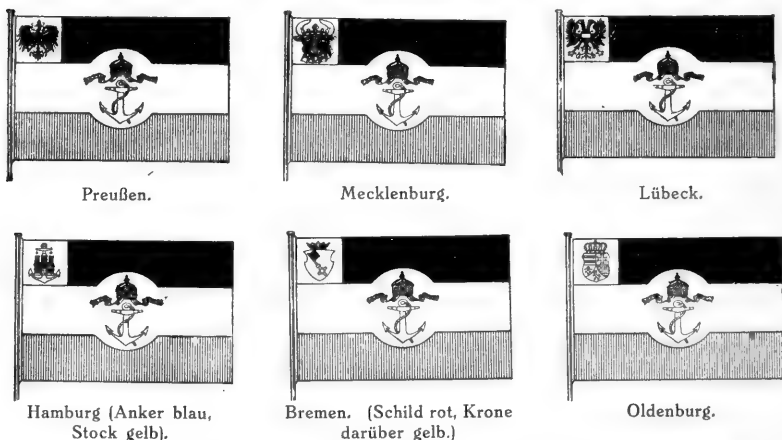 Preußen.
Mecklenburg.
Lübeck.
Hamburg (Anker blau,
Stock gelb).
Bremen. (Schild rot, Krone
darüber gelb.)
Oldenburg.